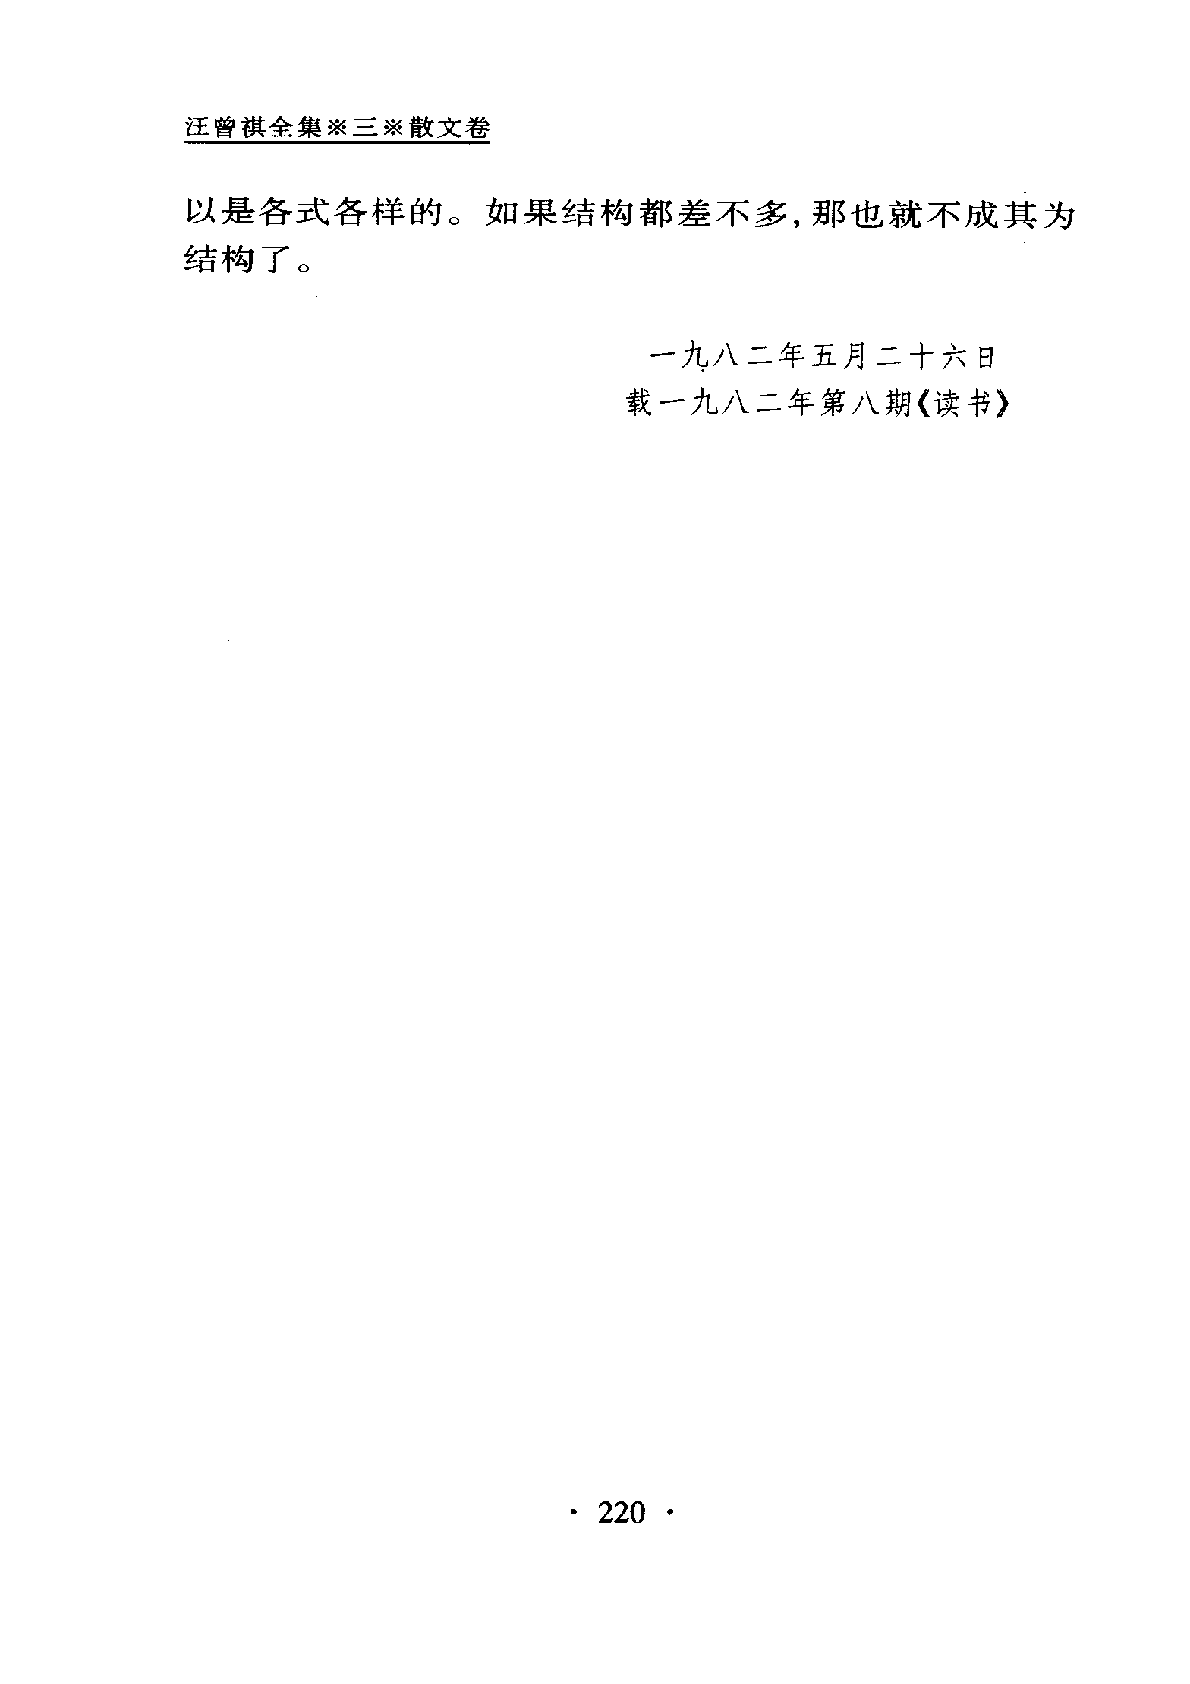 汪曾祺全集※三※散文卷
以是各式各样的。如果结构都差不多,那也就不成其为
结构了。
一九八二年五月二十六日
载一九八二年第八期《读书》
· 220 ·